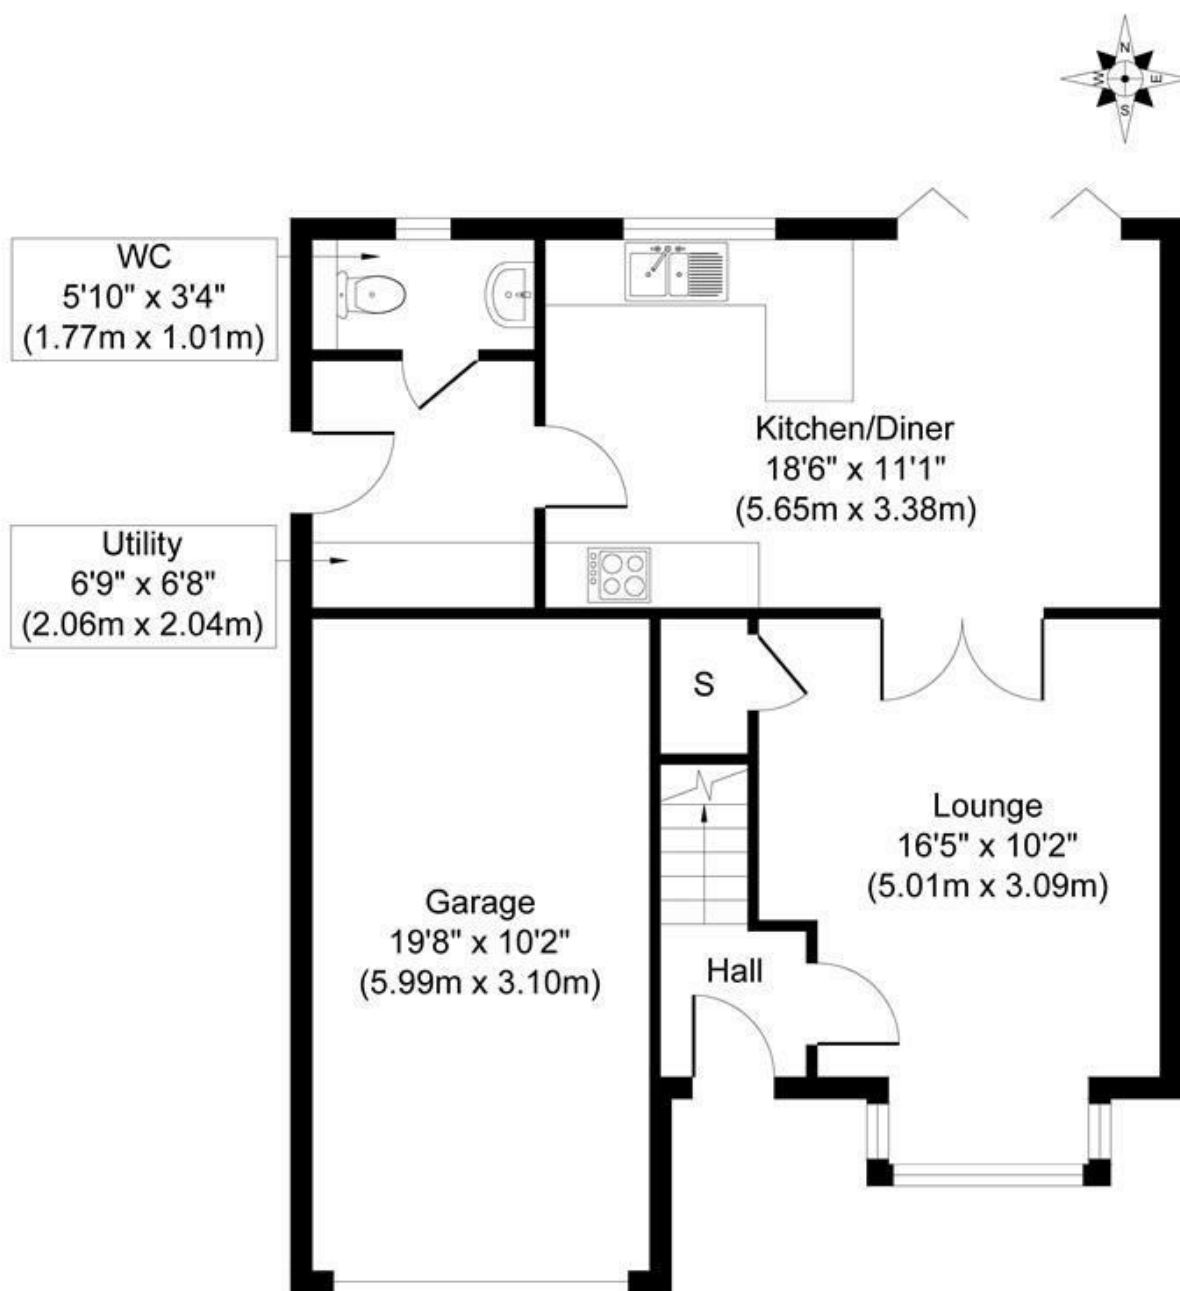 N
W
E
S
WC
5'10" x 3'4"
(1.77m x 1.01m)
Kitchen/Diner
18'6" x 11'1"
(5.65m x 3.38m)
Utility
6'9" x 6'8"
(2.06m x 2.04m)
S
Lounge
16'5" x 10'2"
(5.01m x 3.09m)
Garage
19'8" x 10'2"
(5.99m x 3.10m)
Hall